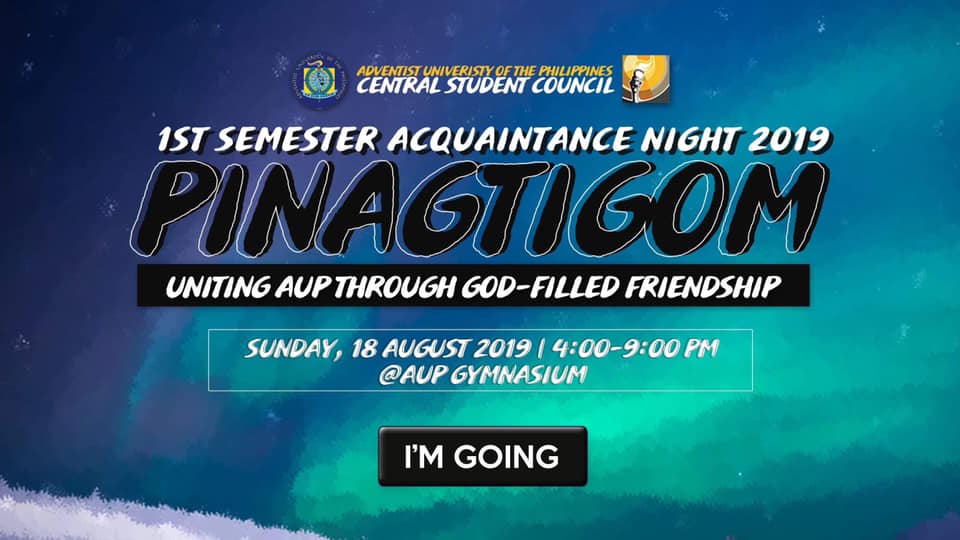 ADVENTIST UNIVERISTY OF THE PHILIPPINES
CENTRAL STUDENT COUNCIL
1ST SEMESTER ACQUAINTANCE NIGHT 2019
PINAGTIGOM
UNITING AUP THROUGH GOD-FILLED FRIENDSHIP
SUNDAY, 18 AUGUST 2019 | 4:00-9:00 PM
@AUP GYMNASIUM
I'M GOING